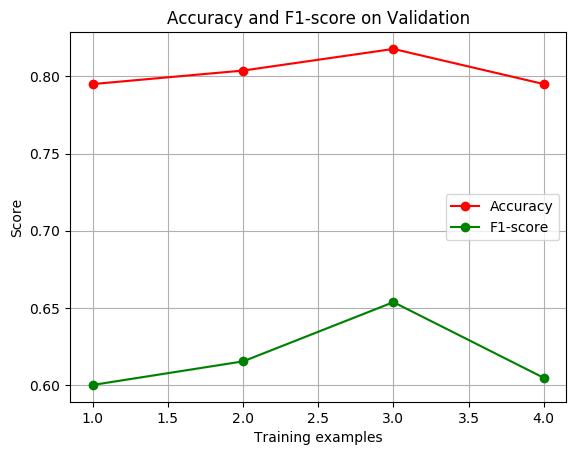 Accuracy and F1-score on Validation
0.80
0.75
0.70
0.65
0.60
Score
Accuracy
F1-score
1.0 1.5 2.0 2.5 3.0 3.5 4.0
Training examples